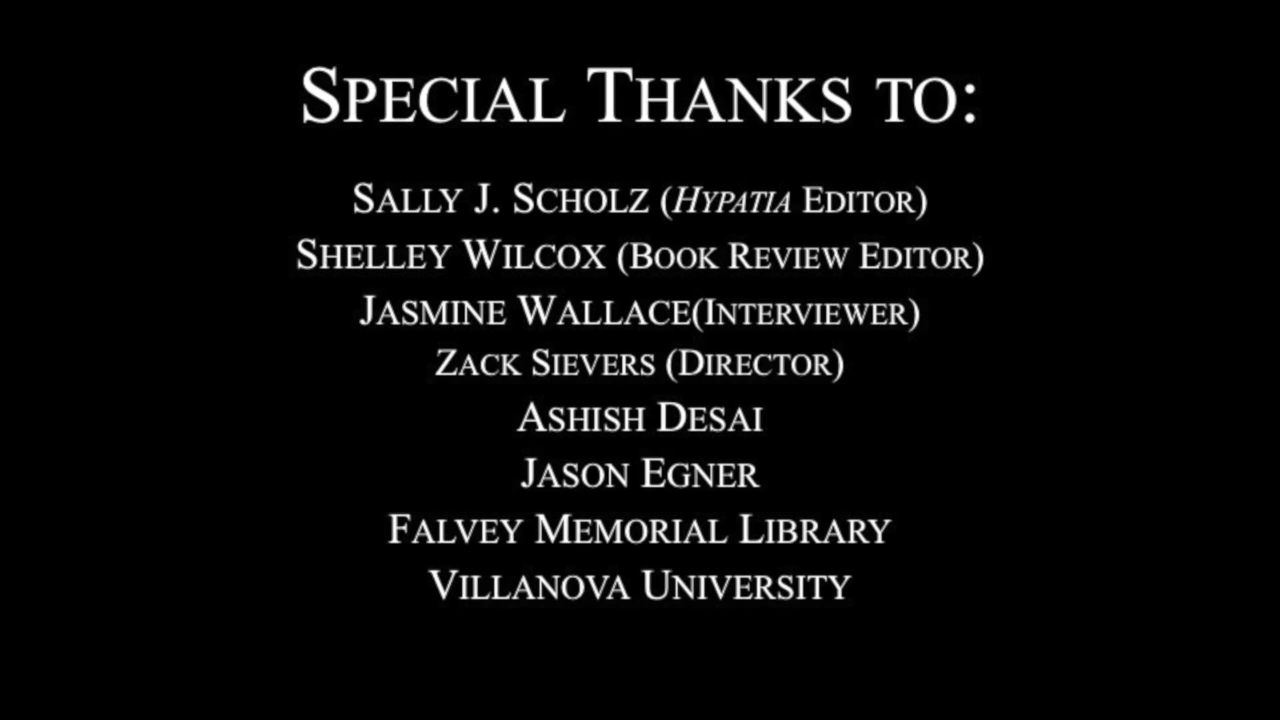 Special Thanks to:
Sally J. Scholz (Hypatia Editor)
Shelley Wilcox (Book Review Editor)
Jasmine Wallace(Interviewer)
Zack Sievers (Director)
Ashish Desai
Jason Egner
Falvey Memorial Library
Villanova University